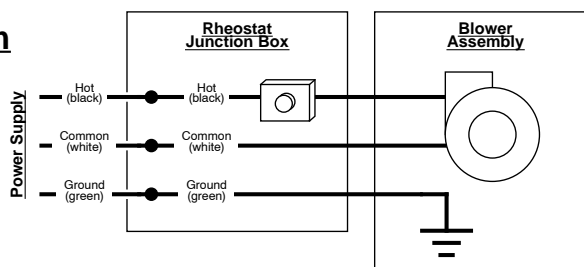 Rheostat
Junction Box
Blower
Assembly
Power Supply
Hot
(black)
Hot
(black)
Common
(white)
Common
(white)
Ground
(green)
Ground
(green)